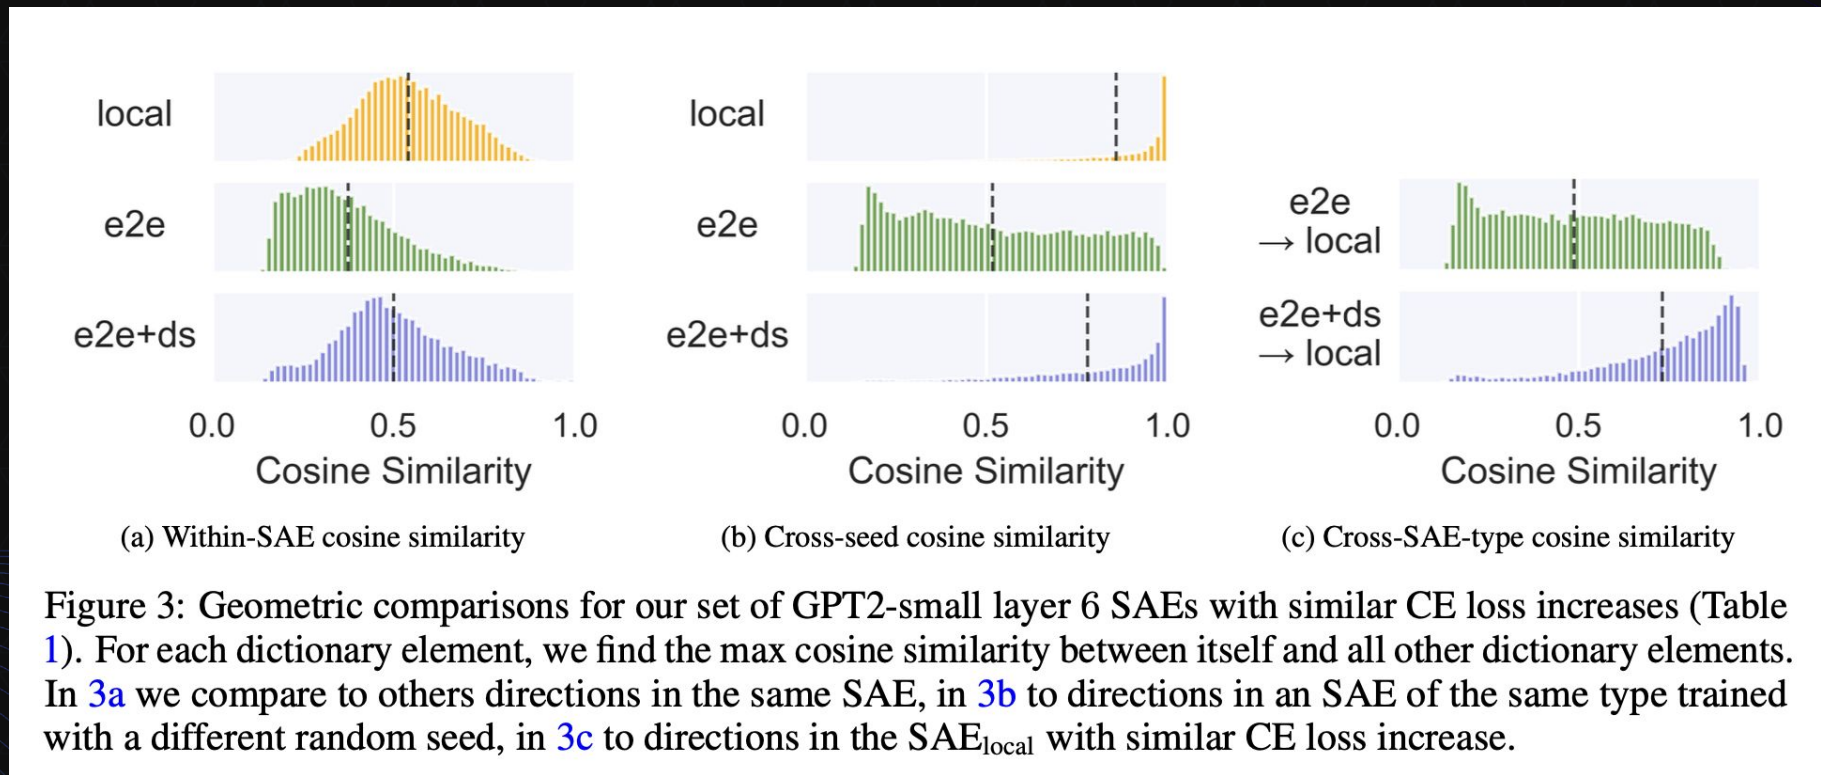 local
e2e
e2e+ds
0.0 0.5 1.0
Cosine Similarity
(a) Within-SAE cosine similarity
local
e2e
e2e+ds
0.0 0.5 1.0
Cosine Similarity
(b) Cross-seed cosine similarity
e2e
→ local
e2e+ds
→ local
0.0 0.5 1.0
Cosine Similarity
(c) Cross-SAE-type cosine similarity
Figure 3: Geometric comparisons for our set of GPT2-small layer 6 SAEs with similar CE loss increases (Table
1). For each dictionary element, we find the max cosine similarity between itself and all other dictionary elements.
In 3a we compare to others directions in the same SAE, in 3b to directions in an SAE of the same type trained
with a different random seed, in 3c to directions in the SAElocal with similar CE loss increase.